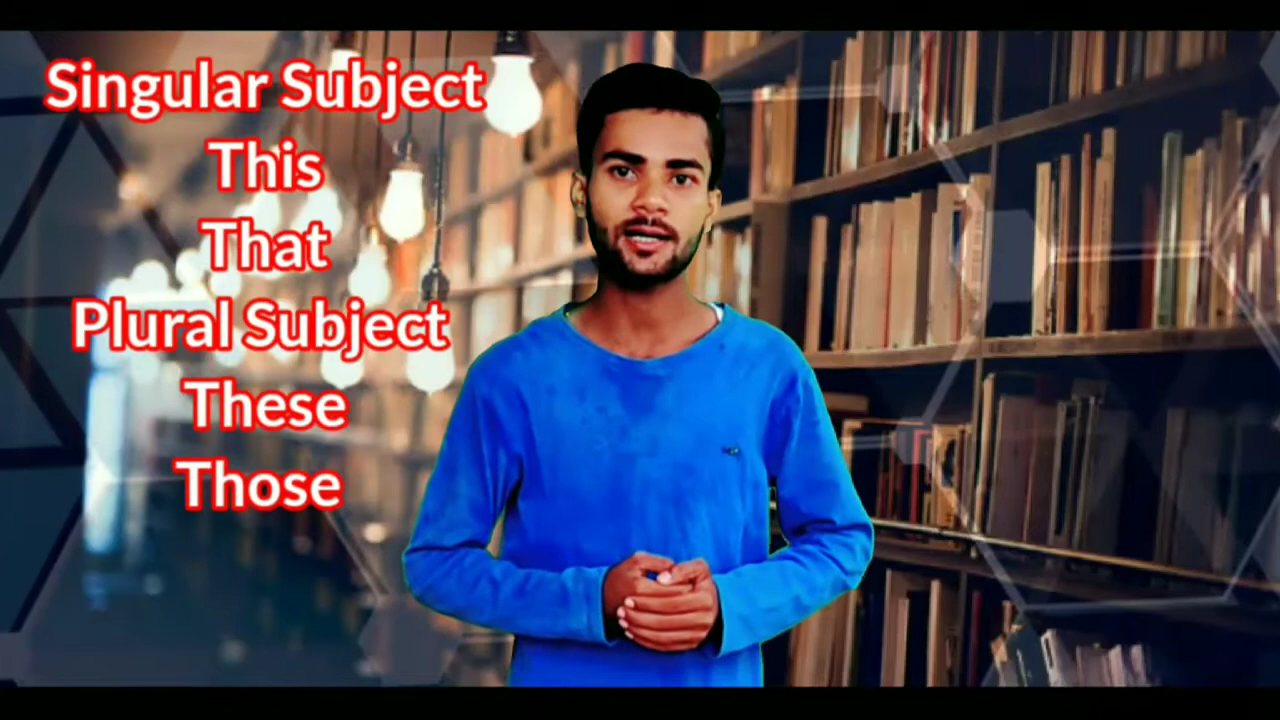 Singular Subject
This
That
Plural Subject
These
Those